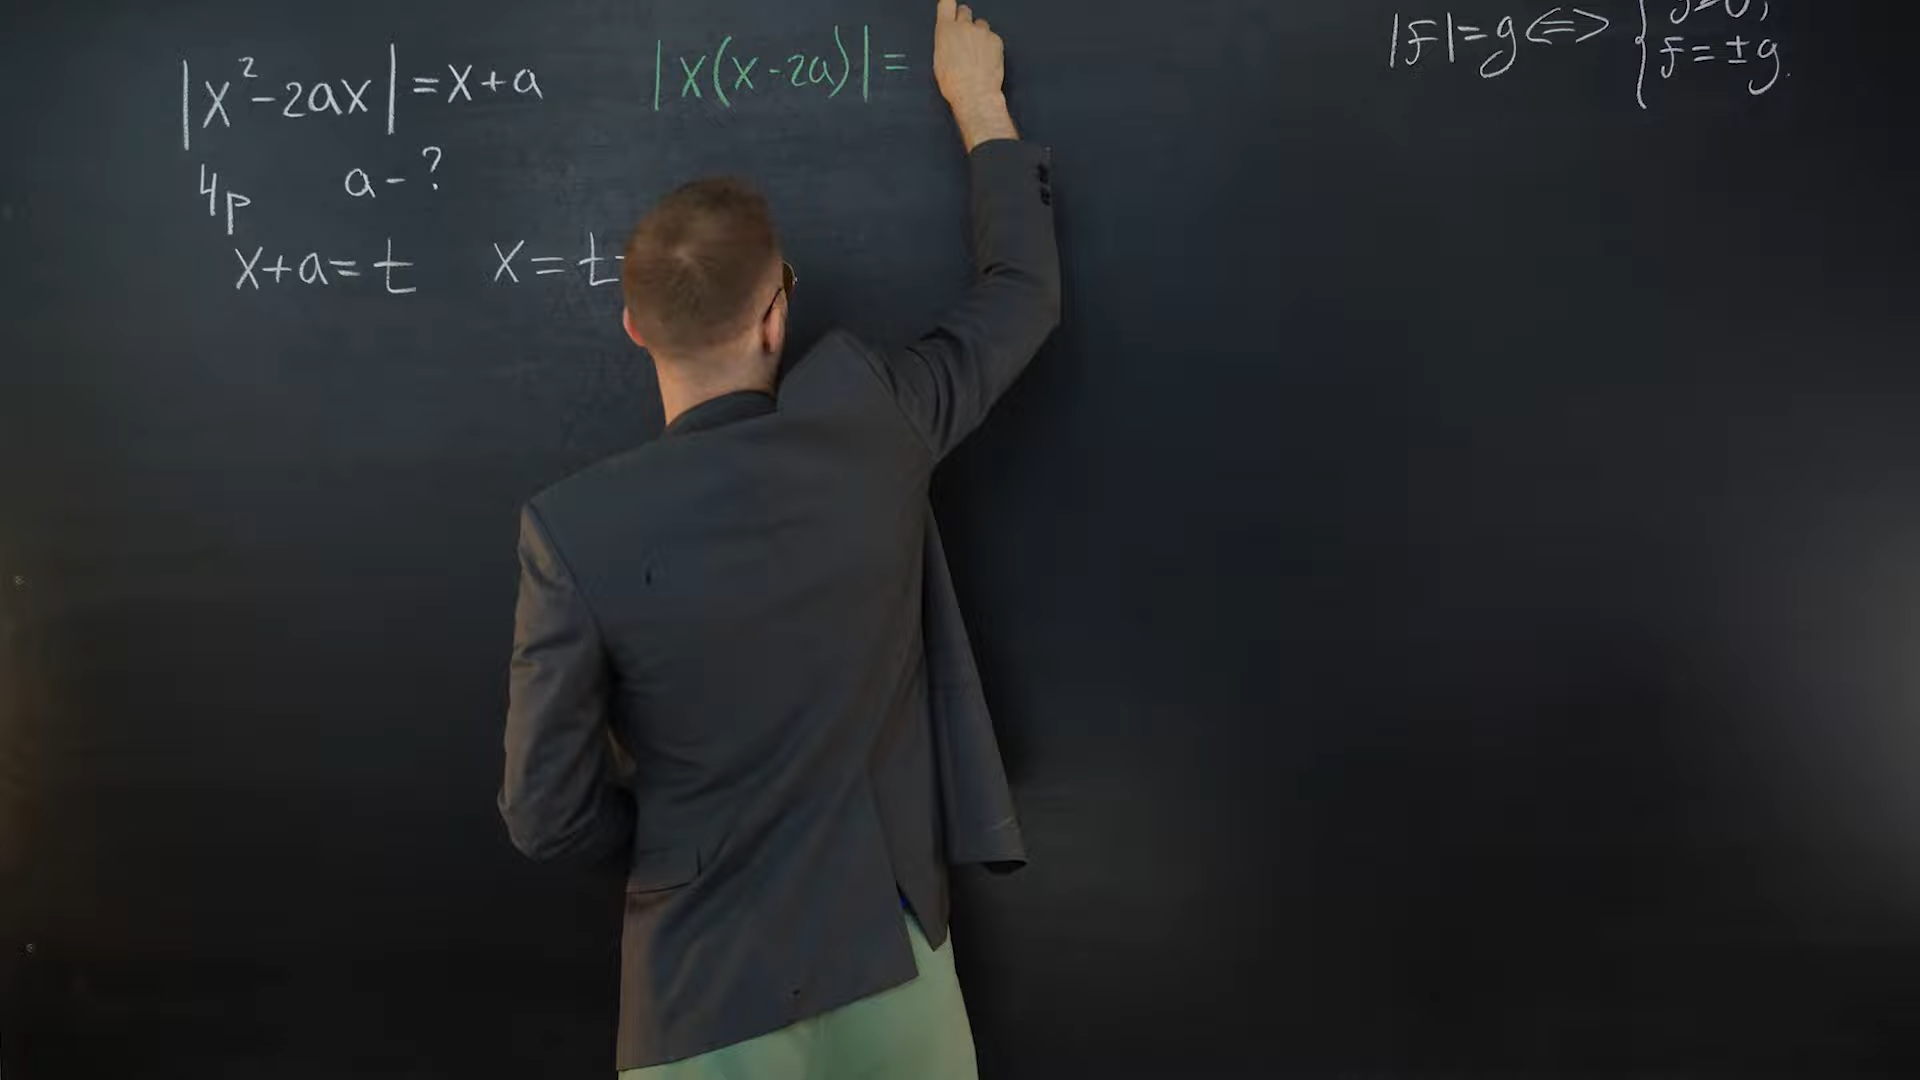 |x²-2ax|=x+a
4p a-?
x+a=t x=t-
|x(x-2a)|=
|f|=g⇔{
f=±g.